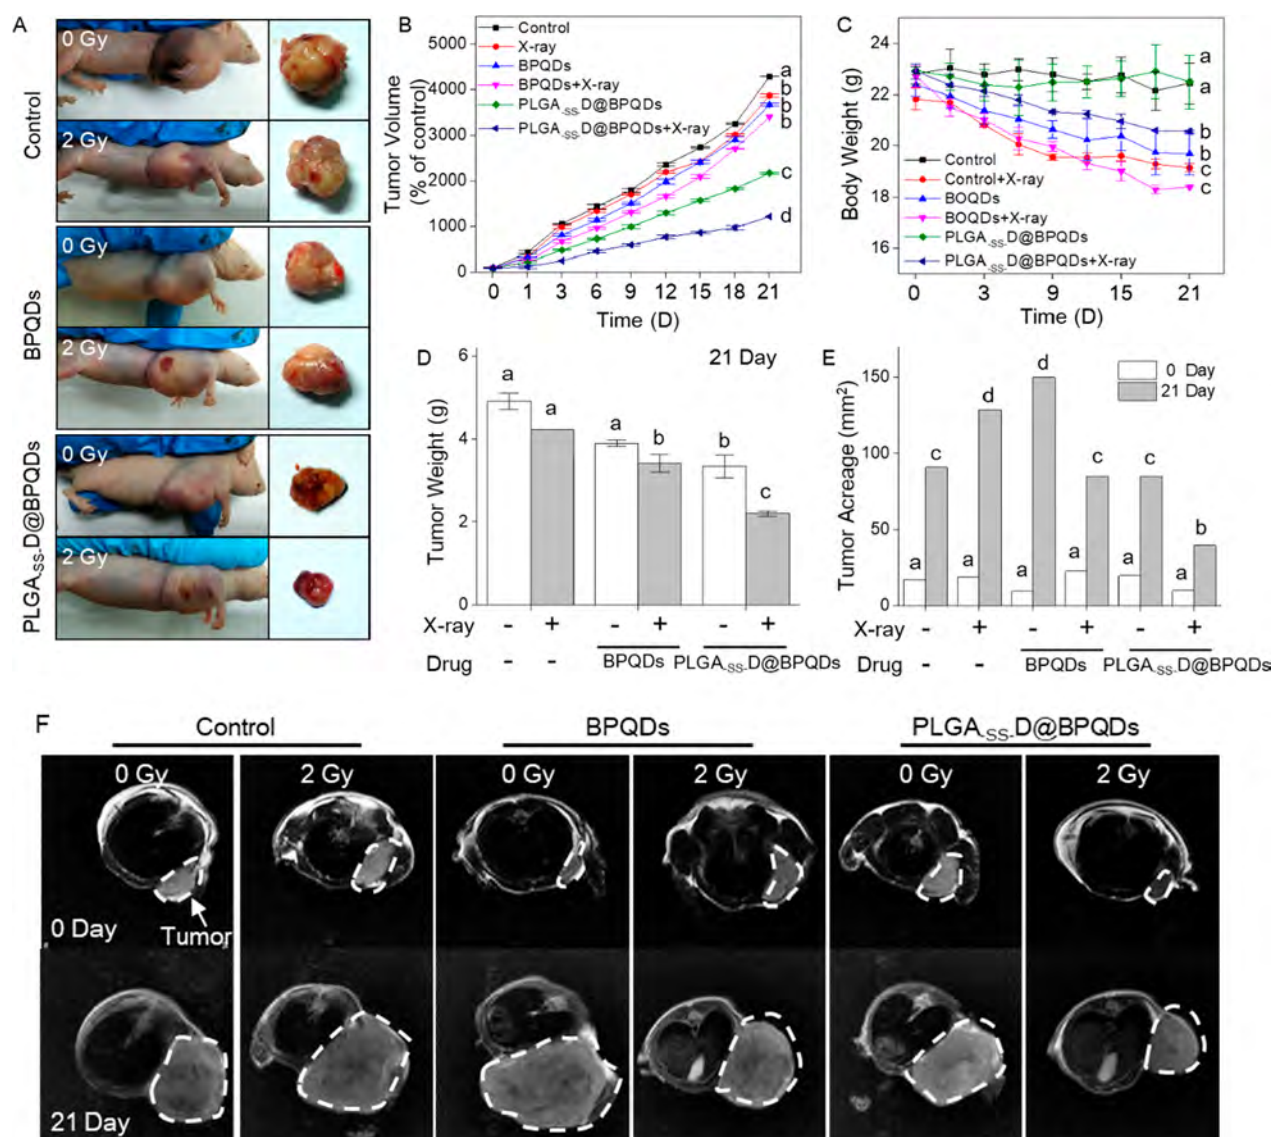 A
0 Gy
2 Gy
Control
0 Gy
2 Gy
BPQDs
0 Gy
2 Gy
PLGA-SS-D@BPQDs
B
Control
X-ray
BPQDs
BPQDs+X-ray
PLGA-SS-D@BPQDs
PLGA-SS-D@BPQDs+X-ray
Tumor Volume
(% of control)
5000
4000
3000
2000
1000
0
a
b
b
b
c
d
0 1 3 6 9 12 15 18 21
Time (D)
C
Body Weight (g)
24
22
20
18
16
a
a
b
b
c
c
Control
Control+X-ray
BOQDs
BOQDs+X-ray
PLGA-SS-D@BPQDs
PLGA-SS-D@BPQDs+X-ray
0 3 9 15 21
Time (D)
D
21 Day
Tumor Weight (g)
6
4
2
0
a a a b b c
X-ray - + - + - +
Drug - - BPQDs PLGA-SS-D@BPQDs
E
0 Day
21 Day
Tumor Acreage (mm²)
150
100
50
0
a c a d a d a c a c a b
X-ray - + - + - +
Drug - - BPQDs PLGA-SS-D@BPQDs
F
Control BPQDs PLGA-SS-D@BPQDs
0 Gy 2 Gy 0 Gy 2 Gy 0 Gy 2 Gy
0 Day
Tumor
21 Day